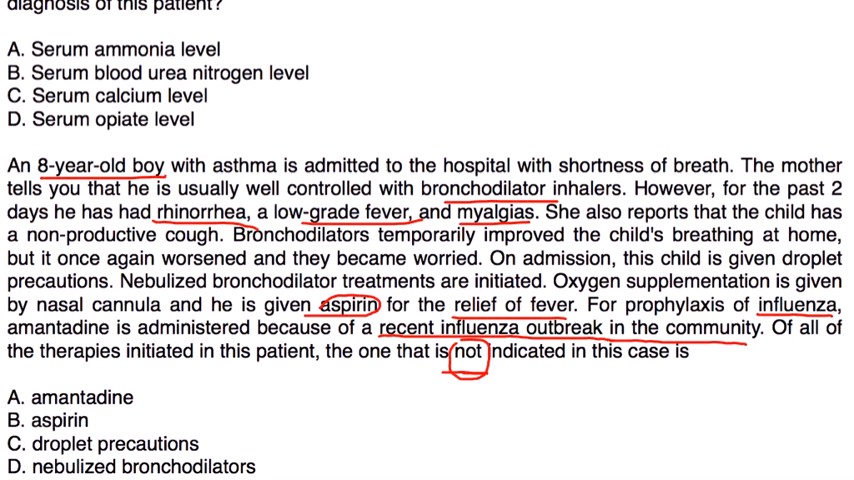 diagnosis of this patient?
A. Serum ammonia level
B. Serum blood urea nitrogen level
C. Serum calcium level
D. Serum opiate level
An 8-year-old boy with asthma is admitted to the hospital with shortness of breath. The mother
tells you that he is usually well controlled with bronchodilator inhalers. However, for the past 2
days he has had rhinorrhea, a low-grade fever, and myalgias. She also reports that the child has
a non-productive cough. Bronchodilators temporarily improved the child's breathing at home,
but it once again worsened and they became worried. On admission, this child is given droplet
precautions. Nebulized bronchodilator treatments are initiated. Oxygen supplementation is given
by nasal cannula and he is given aspirin for the relief of fever. For prophylaxis of influenza,
amantadine is administered because of a recent influenza outbreak in the community. Of all of
the therapies initiated in this patient, the one that is not indicated in this case is
A. amantadine
B. aspirin
C. droplet precautions
D. nebulized bronchodilators